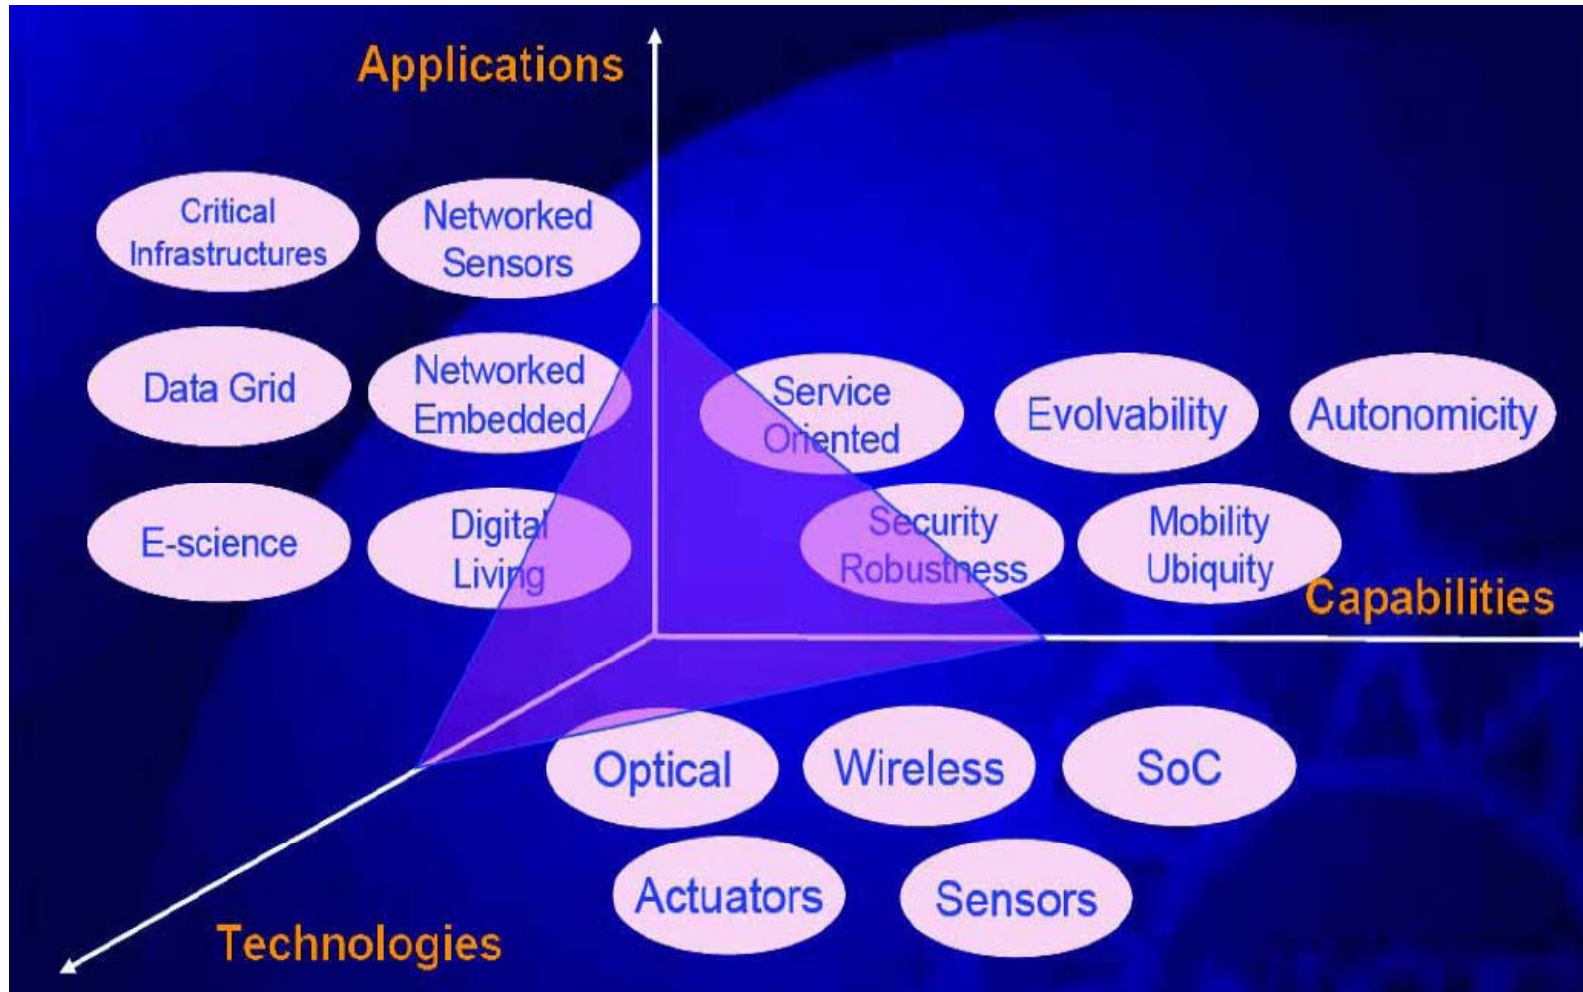 Applications
Critical
Infrastructures
Networked
Sensors
Data Grid
Networked
Embedded
Service
Oriented
Evolvability
Autonomicity
E-science
Digital
Living
Security
Robustness
Mobility
Ubiquity
Capabilities
Optical
Wireless
SoC
Actuators
Sensors
Technologies